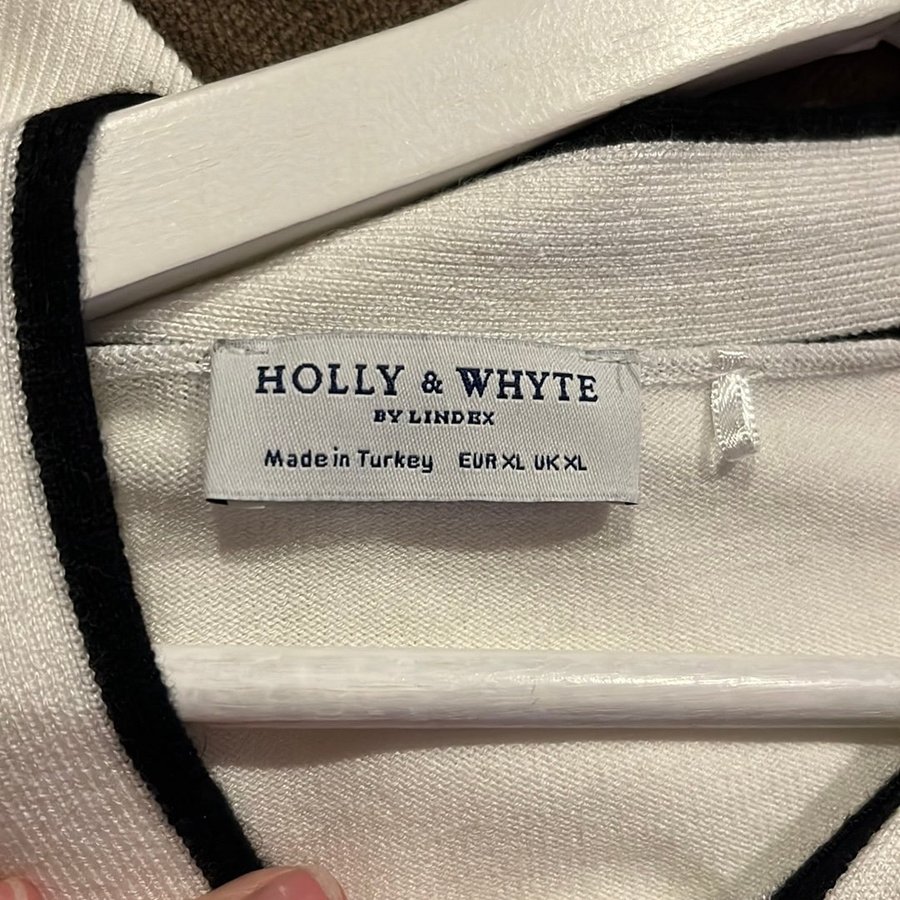 HOLLY & WHYTE
BY LINDEX
Made in Turkey EUR XL UK XL